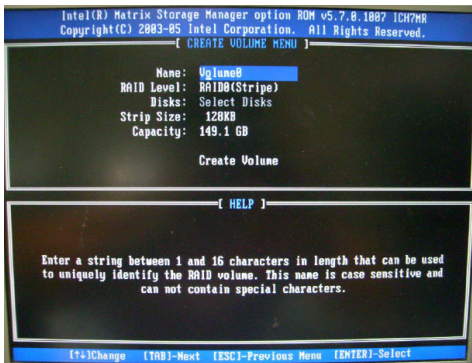 Intel(R) Matrix Storage Manager option ROM v5.7.0.1007 ICH7MR
Copyright(C) 2003-05 Intel Corporation. All Rights Reserved.
[ CREATE VOLUME MENU ]
Name: Volume0
RAID Level: RAID0(Stripe)
Disks: Select Disks
Strip Size: 128KB
Capacity: 149.1 GB
Create Volume
[ HELP ]
Enter a string between 1 and 16 characters in length that can be used
to uniquely identify the RAID volume. This name is case sensitive and
can not contain special characters.
[↑↓]Change [TAB]-Next [ESC]-Previous Menu [ENTER]-Select